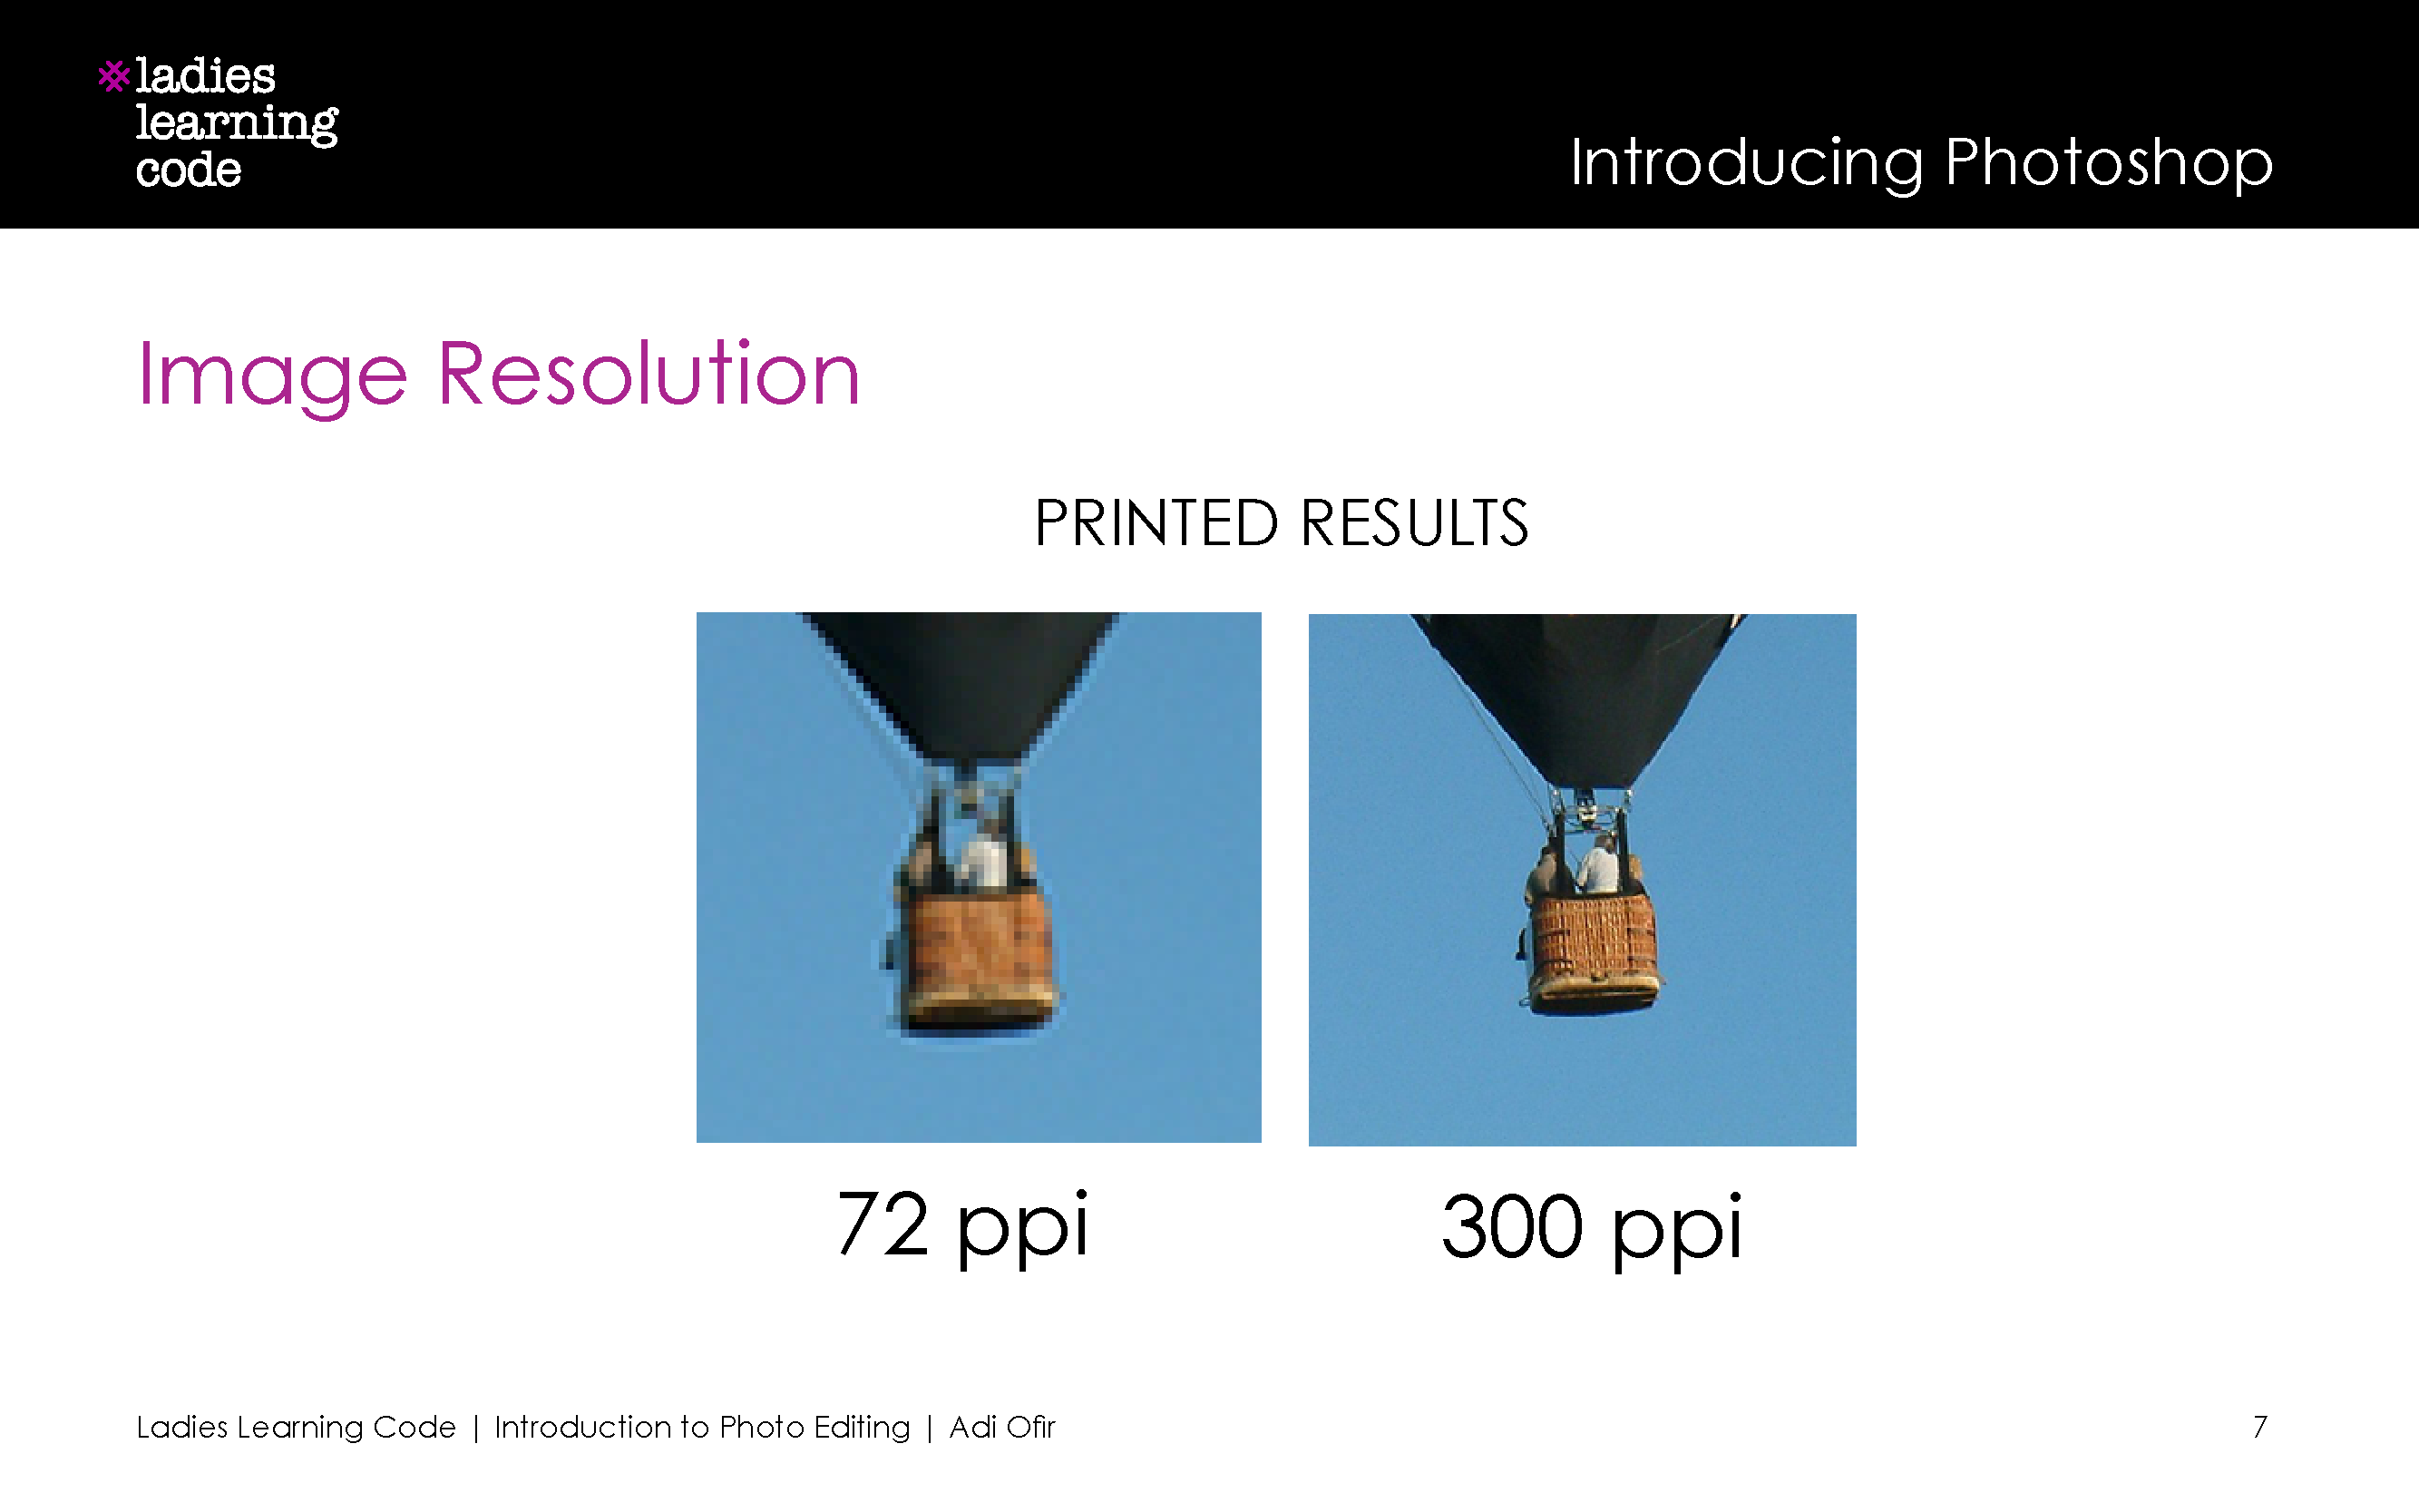 ladies
learning
code
Introducing Photoshop
Image Resolution
PRINTED RESULTS
72 ppi
300 ppi
Ladies Learning Code | Introduction to Photo Editing | Adi Ofir
7